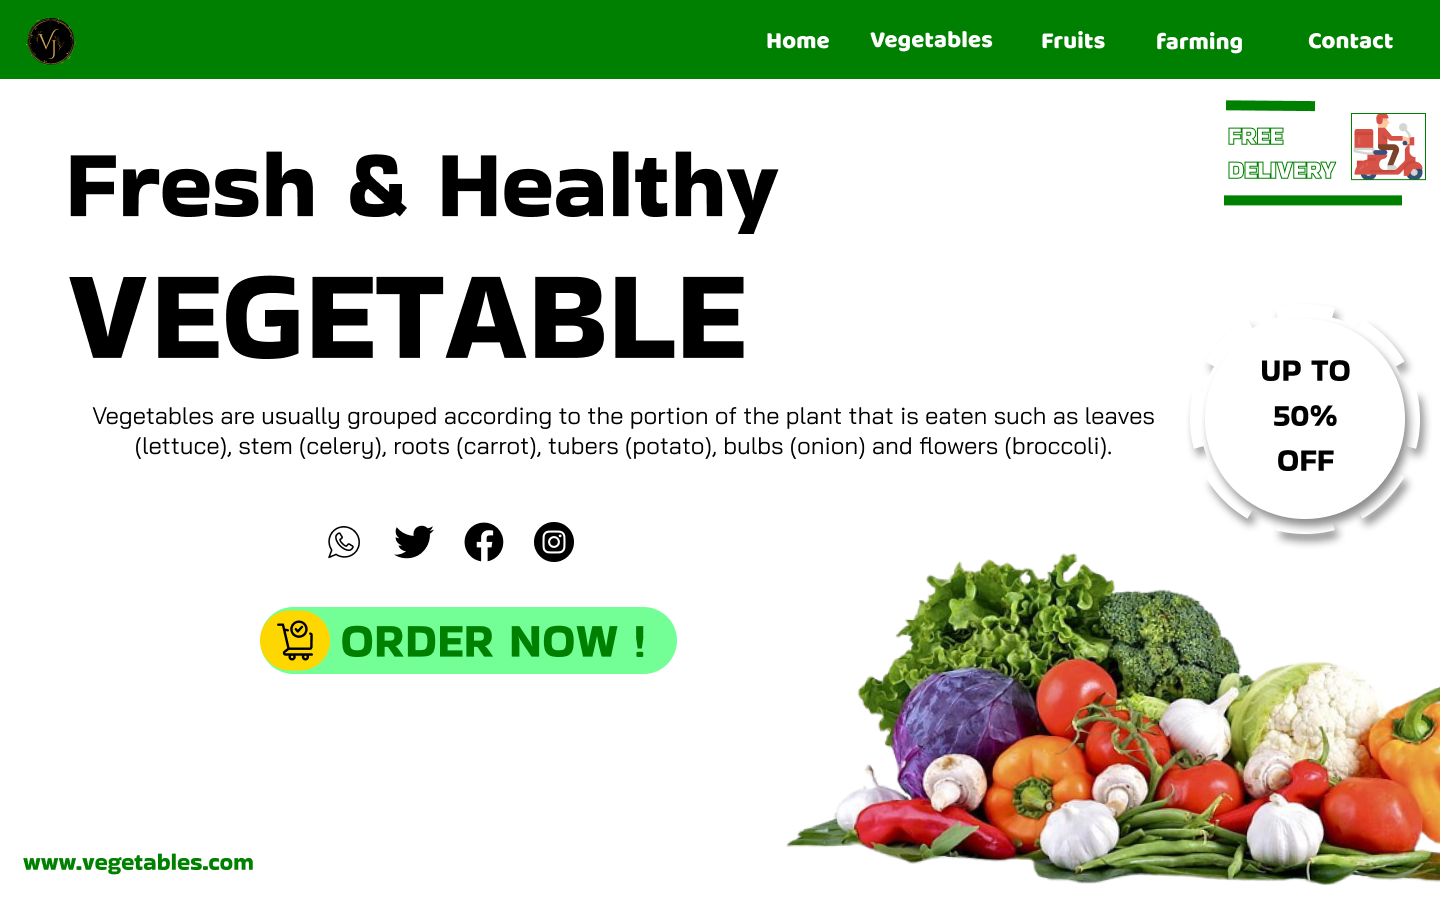 VJ
Home Vegetables Fruits farming Contact
FREE
DELIVERY
Fresh & Healthy
VEGETABLE
Vegetables are usually grouped according to the portion of the plant that is eaten such as leaves
(lettuce), stem (celery), roots (carrot), tubers (potato), bulbs (onion) and flowers (broccoli).
UP TO
50%
OFF
ORDER NOW !
www.vegetables.com